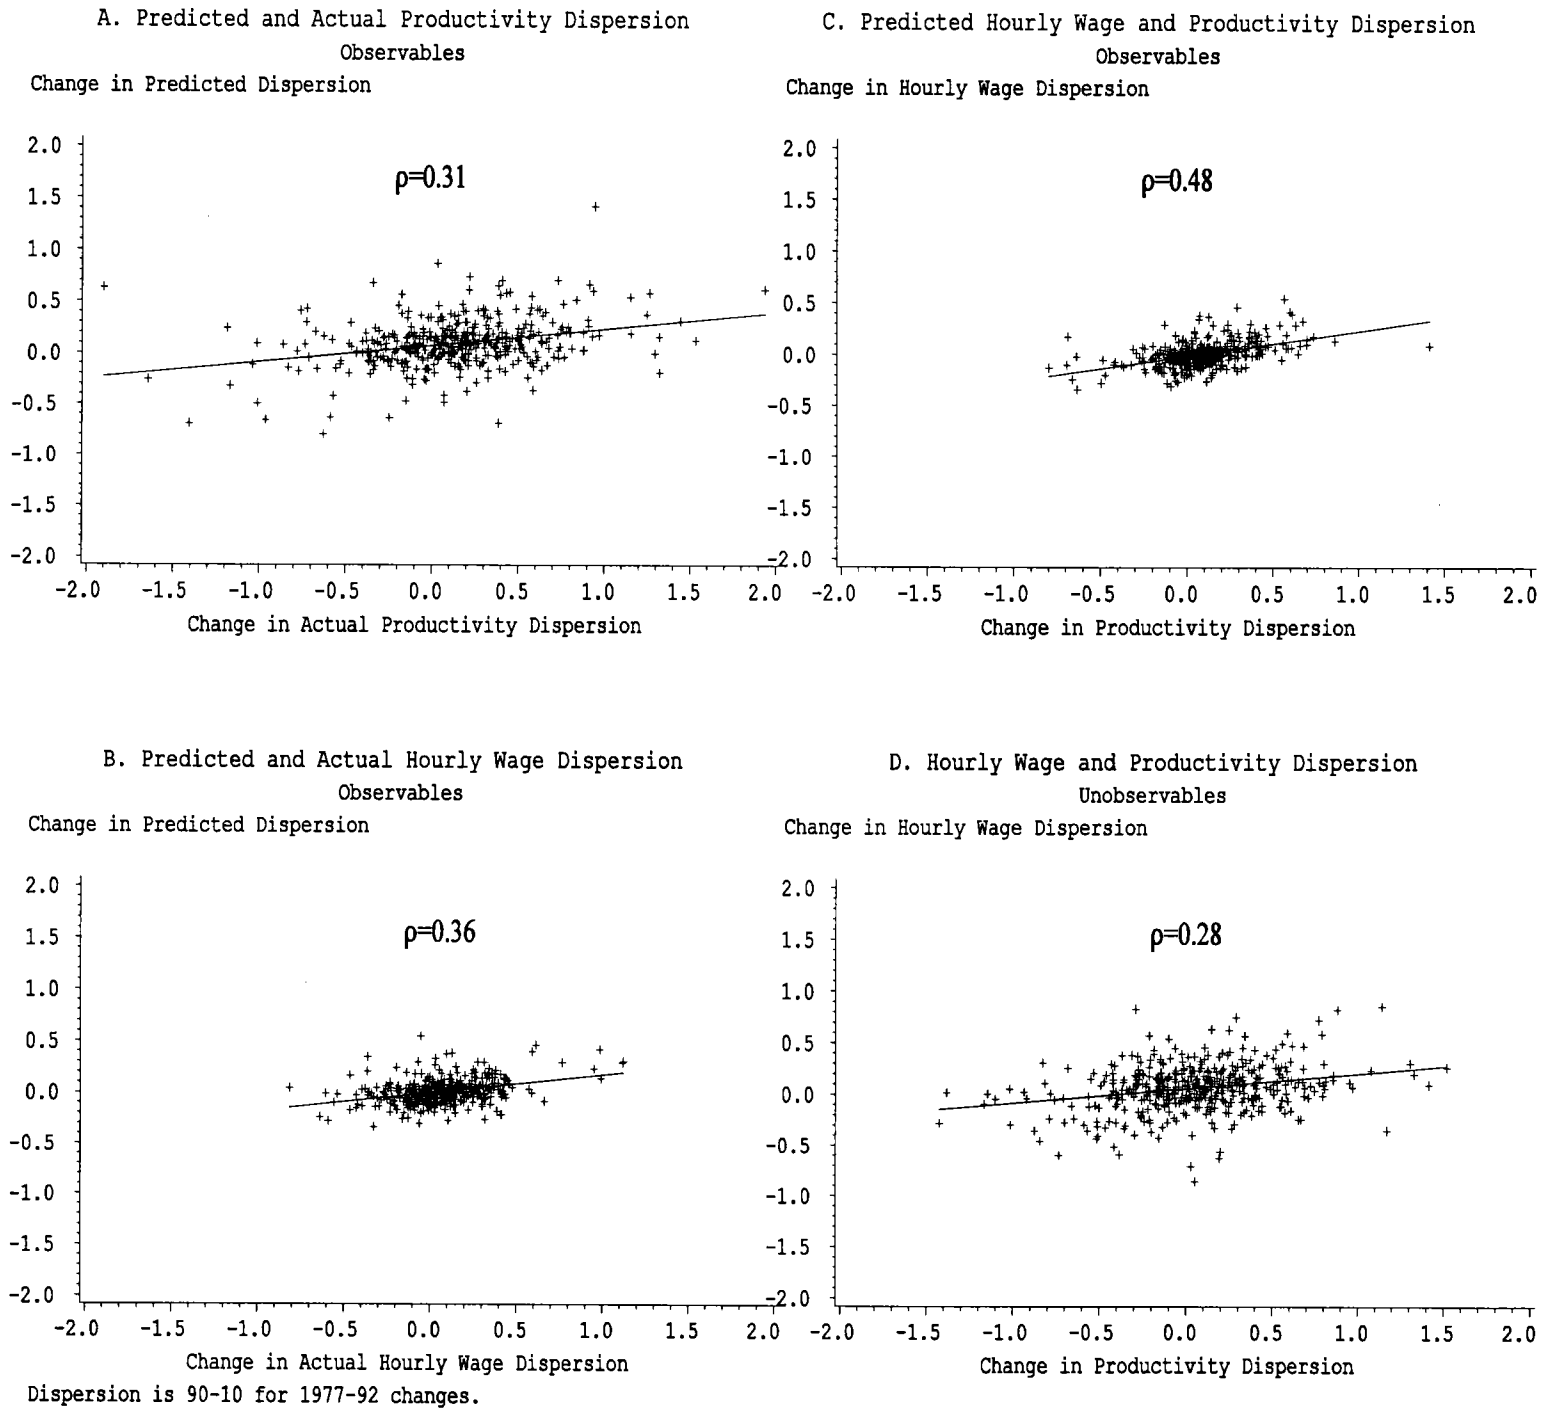 A. Predicted and Actual Productivity Dispersion
Observables
Change in Predicted Dispersion
2.0
1.5
1.0
0.5
0.0
-0.5
-1.0
-1.5
-2.0
ρ=0.31
-2.0 -1.5 -1.0 -0.5 0.0 0.5 1.0 1.5 2.0
Change in Actual Productivity Dispersion
C. Predicted Hourly Wage and Productivity Dispersion
Observables
Change in Hourly Wage Dispersion
2.0
1.5
1.0
0.5
0.0
-0.5
-1.0
-1.5
-2.0
ρ=0.48
-2.0 -1.5 -1.0 -0.5 0.0 0.5 1.0 1.5 2.0
Change in Productivity Dispersion
B. Predicted and Actual Hourly Wage Dispersion
Observables
Change in Predicted Dispersion
2.0
1.5
1.0
0.5
0.0
-0.5
-1.0
-1.5
-2.0
ρ=0.36
-2.0 -1.5 -1.0 -0.5 0.0 0.5 1.0 1.5 2.0
Change in Actual Hourly Wage Dispersion
D. Hourly Wage and Productivity Dispersion
Unobservables
Change in Hourly Wage Dispersion
2.0
1.5
1.0
0.5
0.0
-0.5
-1.0
-1.5
-2.0
ρ=0.28
-2.0 -1.5 -1.0 -0.5 0.0 0.5 1.0 1.5 2.0
Change in Productivity Dispersion
Dispersion is 90-10 for 1977-92 changes.